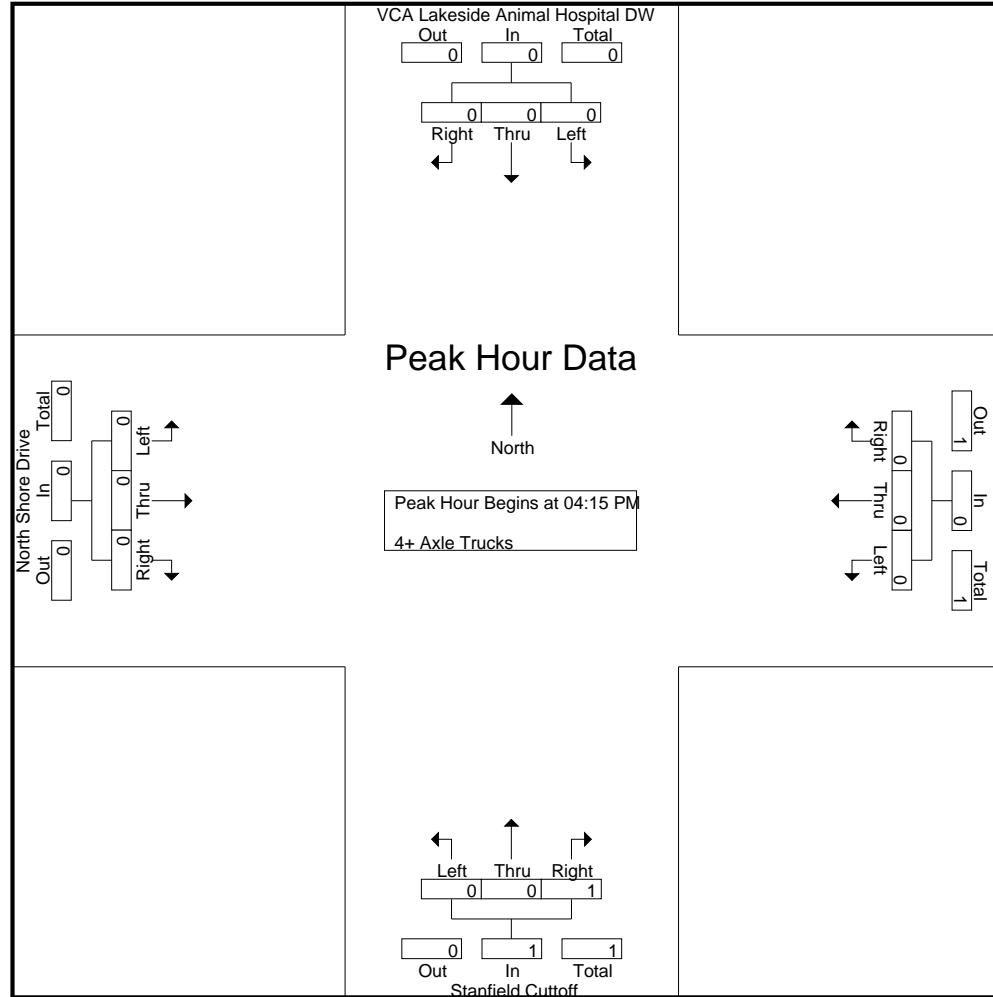 VCA Lakeside Animal Hospital DW
Out In Total
0 0 0
0 0 0
Right Thru Left
Peak Hour Data
North
Peak Hour Begins at 04:15 PM
4+ Axle Trucks
North Shore Drive
Out In Total
0 0 0
Right Thru Left
0 0 0
Out In Total
1 0 1
Right Thru Left
0 0 0
Left Thru Right
0 0 1
0 1 1
Out In Total
Stanfield Cuttoff